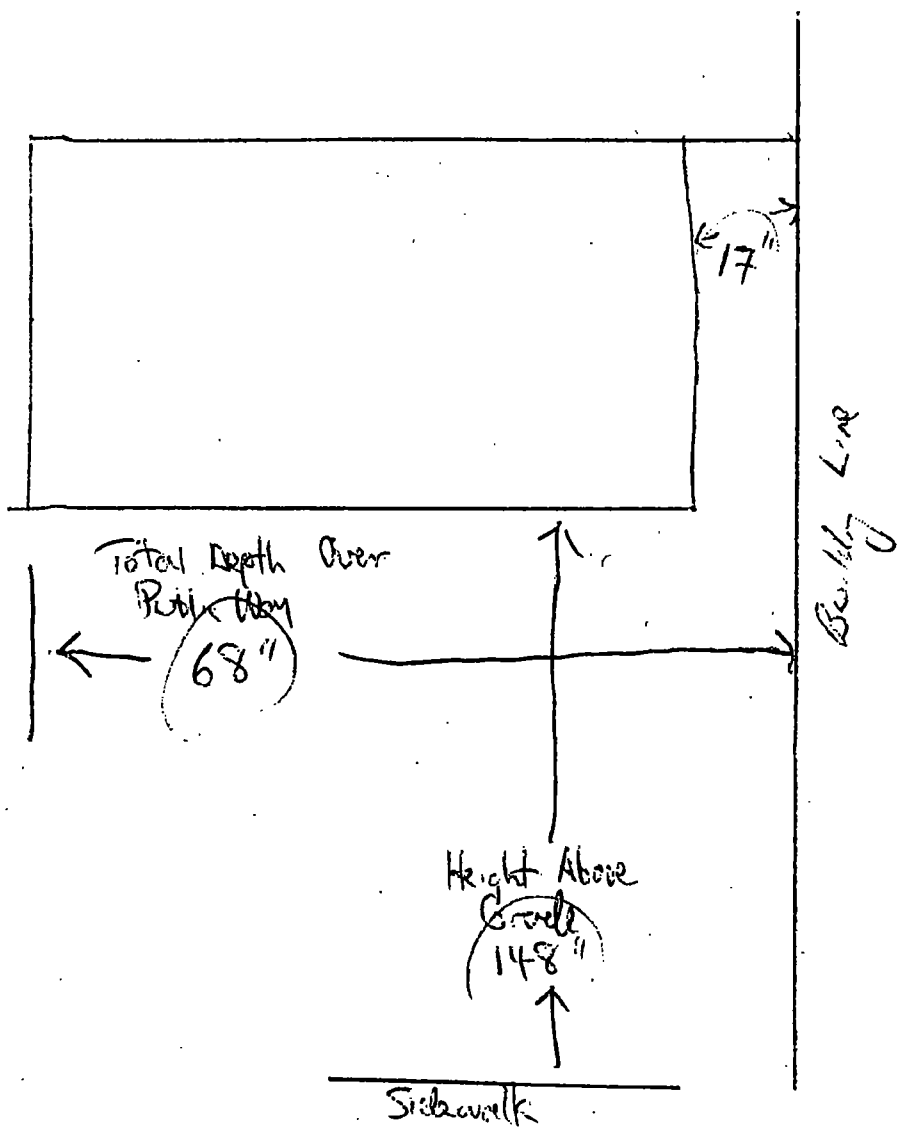 17"
Building Line
Total Depth Over
Public Way
68"
Height Above
Grade
148"
Sidewalk